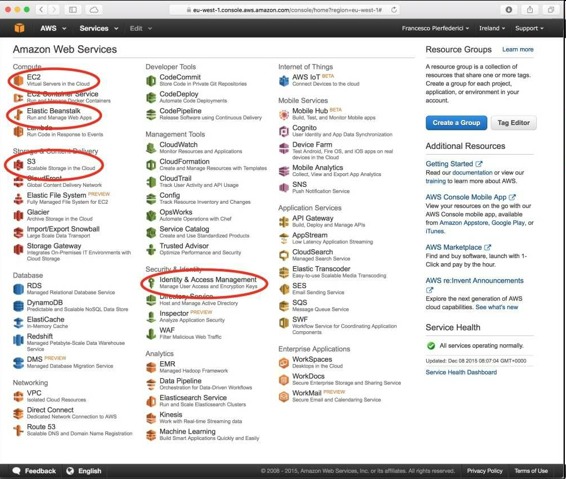 eu-west-1.console.aws.amazon.com/console/home?region=eu-west-1#
AWS Services Edit Francesco Pierfederici Ireland Support
Amazon Web Services
Compute
EC2
Virtual Servers in the Cloud
EC2 Container Service
Run and Manage Docker Containers
Elastic Beanstalk
Run and Manage Web Apps
Lambda
Run Code in Response to Events
Storage & Content Delivery
S3
Scalable Storage in the Cloud
CloudFront
Global Content Delivery Network
Elastic File System PREVIEW
Fully Managed File System for EC2
Glacier
Archive Storage in the Cloud
Import/Export Snowball
Large Scale Data Transport
Storage Gateway
Integrates On-Premises IT Environments with
Cloud Storage
Database
RDS
Managed Relational Database Service
DynamoDB
Predictable and Scalable NoSQL Data Store
ElastiCache
In-Memory Cache
Redshift
Managed Petabyte-Scale Data Warehouse
Service
DMS PREVIEW
Managed Database Migration Service
Networking
VPC
Isolated Cloud Resources
Direct Connect
Dedicated Network Connection to AWS
Route 53
Scalable DNS and Domain Name Registration
Developer Tools
CodeCommit
Store Code in Private Git Repositories
CodeDeploy
Automate Code Deployments
CodePipeline
Release Software using Continuous Delivery
Management Tools
CloudWatch
Monitor Resources and Applications
CloudFormation
Create and Manage Resources with Templates
CloudTrail
Track User Activity and API Usage
Config
Track Resource Inventory and Changes
OpsWorks
Automate Operations with Chef
Service Catalog
Create and Use Standardized Products
Trusted Advisor
Optimize Performance and Security
Security & Identity
Identity & Access Management
Manage User Access and Encryption Keys
Directory Service
Host and Manage Active Directory
Inspector PREVIEW
Analyze Application Security
WAF
Filter Malicious Web Traffic
Analytics
EMR
Managed Hadoop Framework
Data Pipeline
Orchestration for Data-Driven Workflows
Elasticsearch Service
Run and Scale Elasticsearch Clusters
Kinesis
Work with Real-time Streaming data
Machine Learning
Build Smart Applications Quickly and Easily
Internet of Things
AWS IoT BETA
Connect Devices to the cloud
Mobile Services
Mobile Hub BETA
Build, Test, and Monitor Mobile apps
Cognito
User Identity and App Data Synchronization
Device Farm
Test Android, Fire OS, and iOS apps on real
devices in the Cloud
Mobile Analytics
Collect, View and Export App Analytics
SNS
Push Notification Service
Application Services
API Gateway
Build, Deploy and Manage APIs
AppStream
Low Latency Application Streaming
CloudSearch
Managed Search Service
Elastic Transcoder
Easy-to-use Scalable Media Transcoding
SES
Email Sending Service
SQS
Message Queue Service
SWF
Workflow Service for Coordinating Application
Components
Enterprise Applications
WorkSpaces
Desktops in the Cloud
WorkDocs
Secure Enterprise Storage and Sharing Service
WorkMail PREVIEW
Secure Email and Calendaring Service
Resource Groups Learn more
A resource group is a collection of
resources that share one or more tags.
Create a group for each project,
application, or environment in your
account.
Create a Group Tag Editor
Additional Resources
Getting Started
Read our documentation or view our
training to learn more about AWS.
AWS Console Mobile App
View your resources on the go with our
AWS Console mobile app, available
from Amazon Appstore, Google Play, or
iTunes.
AWS Marketplace
Find and buy software, launch with 1-
Click and pay by the hour.
AWS re:Invent Announcements
Explore the next generation of AWS
cloud capabilities. See what's new
Service Health
All services operating normally.
Updated: Dec 08 2015 08:07:04 GMT+0000
Service Health Dashboard
Feedback English © 2008 - 2015, Amazon Web Services, Inc. or its affiliates. All rights reserved. Privacy Policy Terms of Use